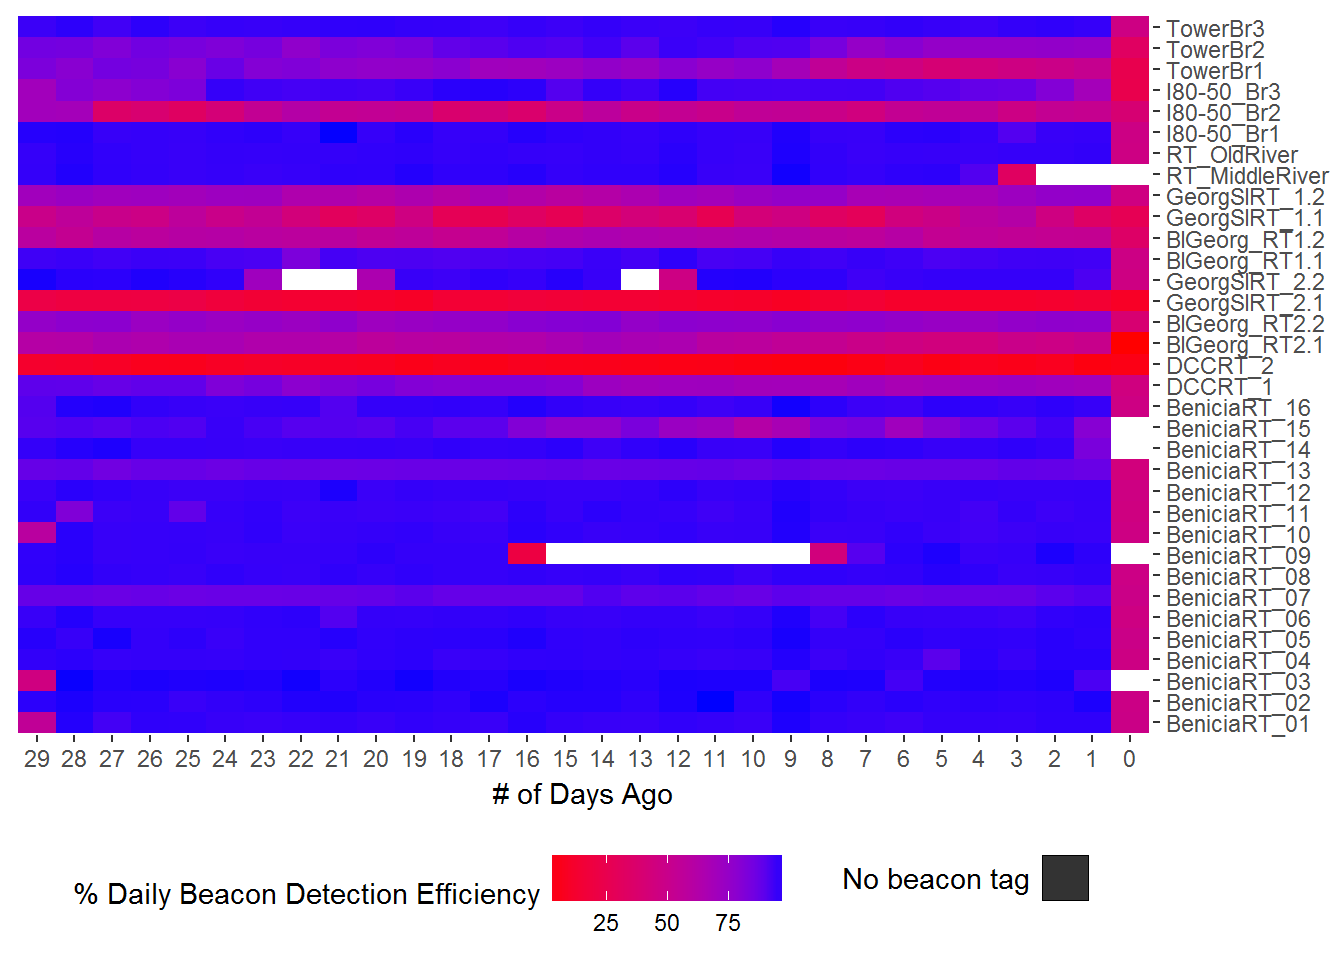 TowerBr3
TowerBr2
TowerBr1
I80-50_Br3
I80-50_Br2
I80-50_Br1
RT_OldRiver
RT_MiddleRiver
GeorgSlRT_1.2
GeorgSlRT_1.1
BlGeorg_RT1.2
BlGeorg_RT1.1
GeorgSlRT_2.2
GeorgSlRT_2.1
BlGeorg_RT2.2
BlGeorg_RT2.1
DCCRT_2
DCCRT_1
BeniciaRT_16
BeniciaRT_15
BeniciaRT_14
BeniciaRT_13
BeniciaRT_12
BeniciaRT_11
BeniciaRT_10
BeniciaRT_09
BeniciaRT_08
BeniciaRT_07
BeniciaRT_06
BeniciaRT_05
BeniciaRT_04
BeniciaRT_03
BeniciaRT_02
BeniciaRT_01
29 28 27 26 25 24 23 22 21 20 19 18 17 16 15 14 13 12 11 10 9 8 7 6 5 4 3 2 1 0
# of Days Ago
% Daily Beacon Detection Efficiency
25 50 75
No beacon tag